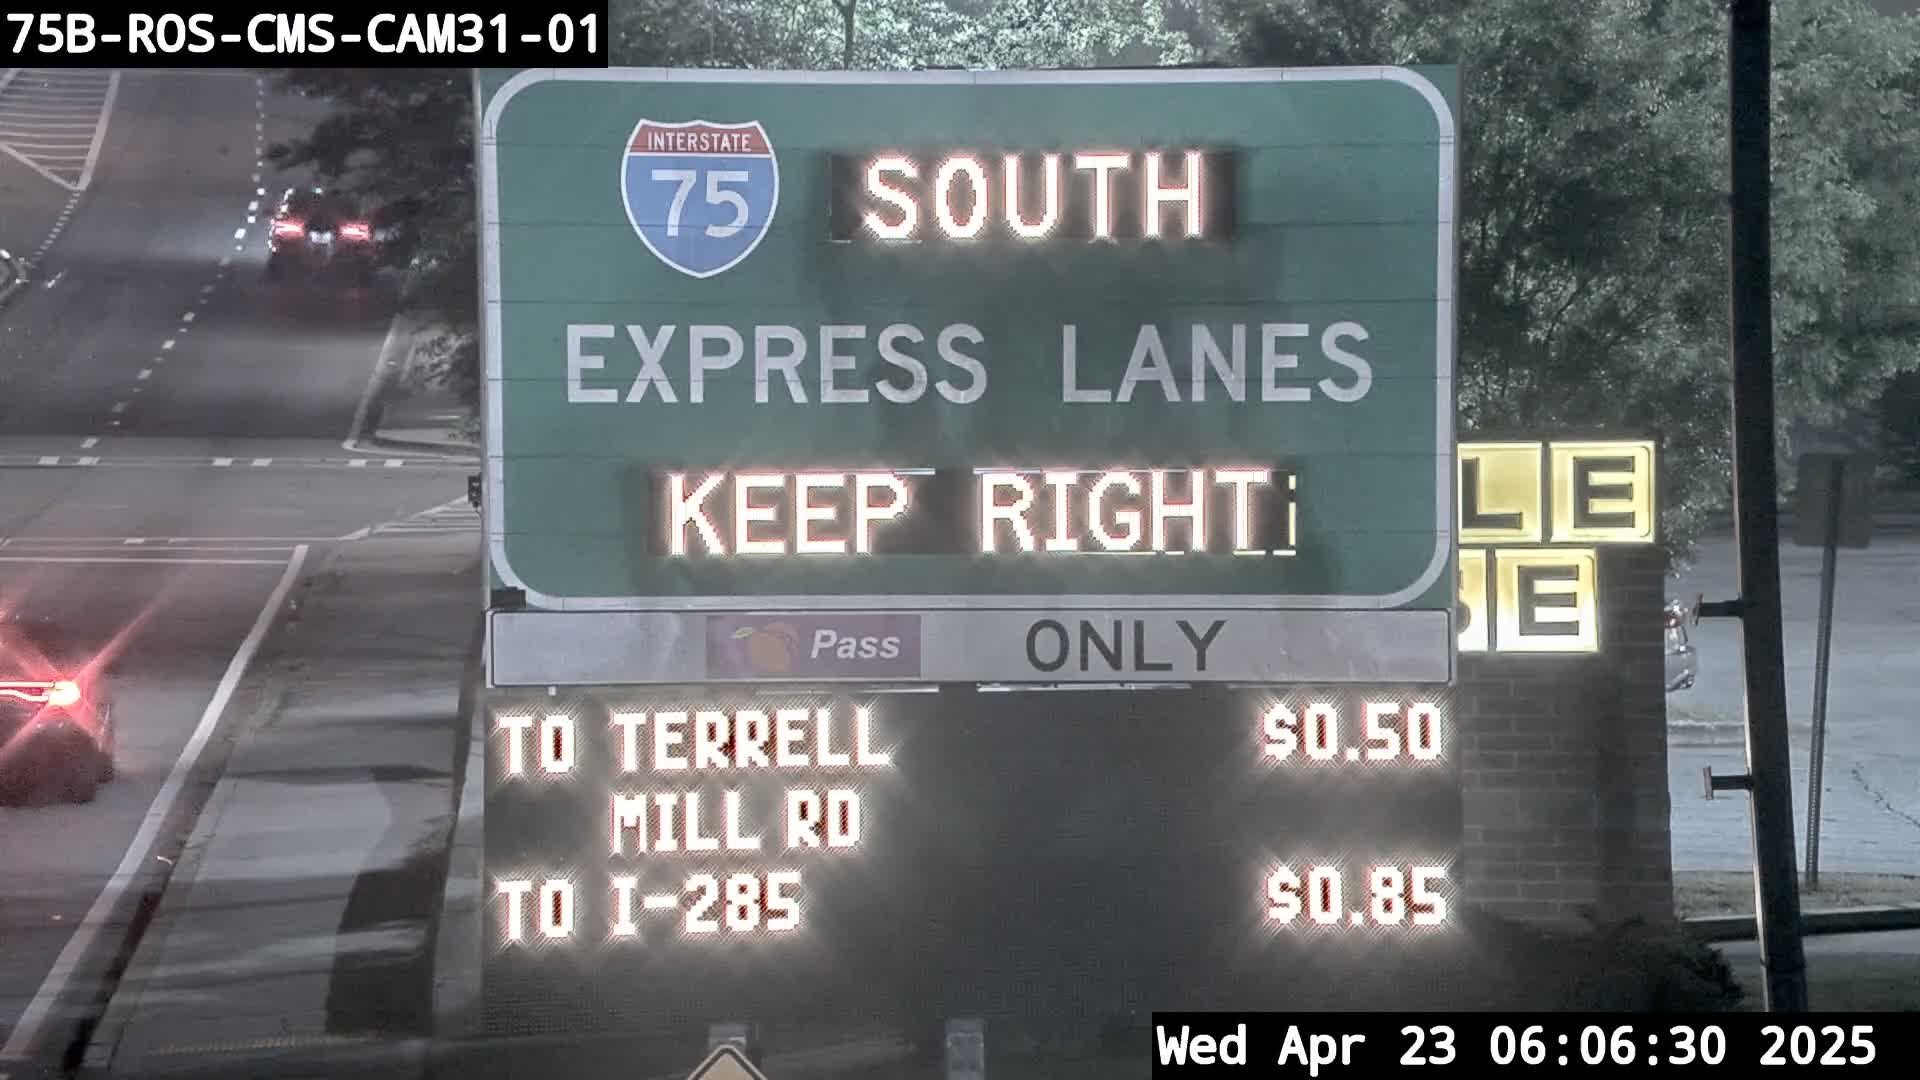 75B-ROS-CMS-CAM31-01
INTERSTATE
75
SOUTH
EXPRESS LANES
KEEP RIGHT
Pass ONLY
TO TERRELL $0.50
MILL RD
TO I-285 $0.85
LE
E
Wed Apr 23 06:06:30 2025